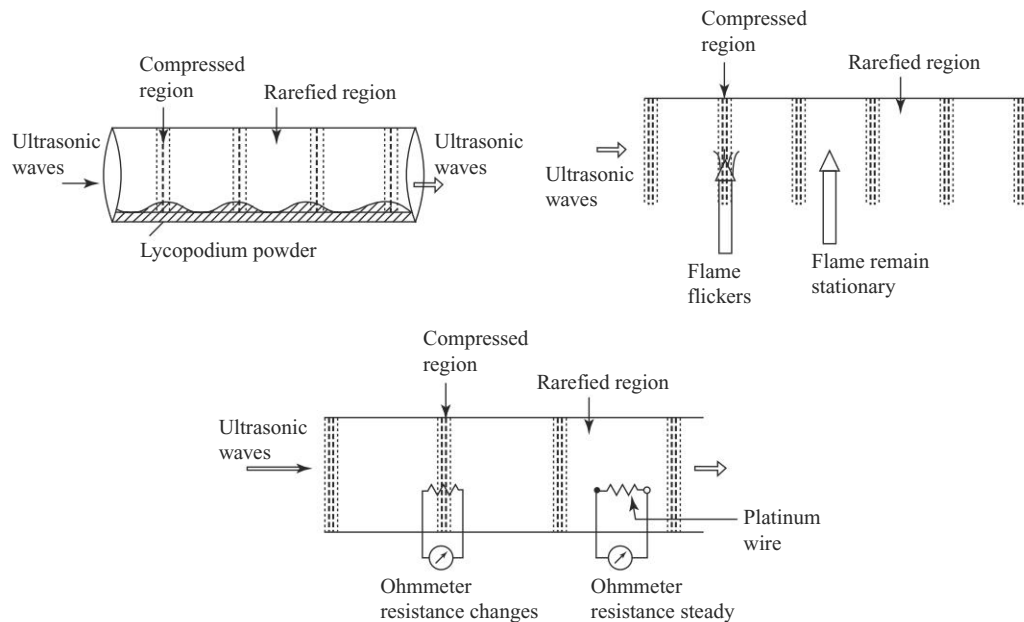 Compressed
region
Rarefied region
Ultrasonic
waves
Ultrasonic
waves
Lycopodium powder
Compressed
region
Rarefied region
Ultrasonic
waves
Flame
flickers
Flame remain
stationary
Compressed
region
Rarefied region
Ultrasonic
waves
Platinum
wire
Ohmmeter
resistance changes
Ohmmeter
resistance steady